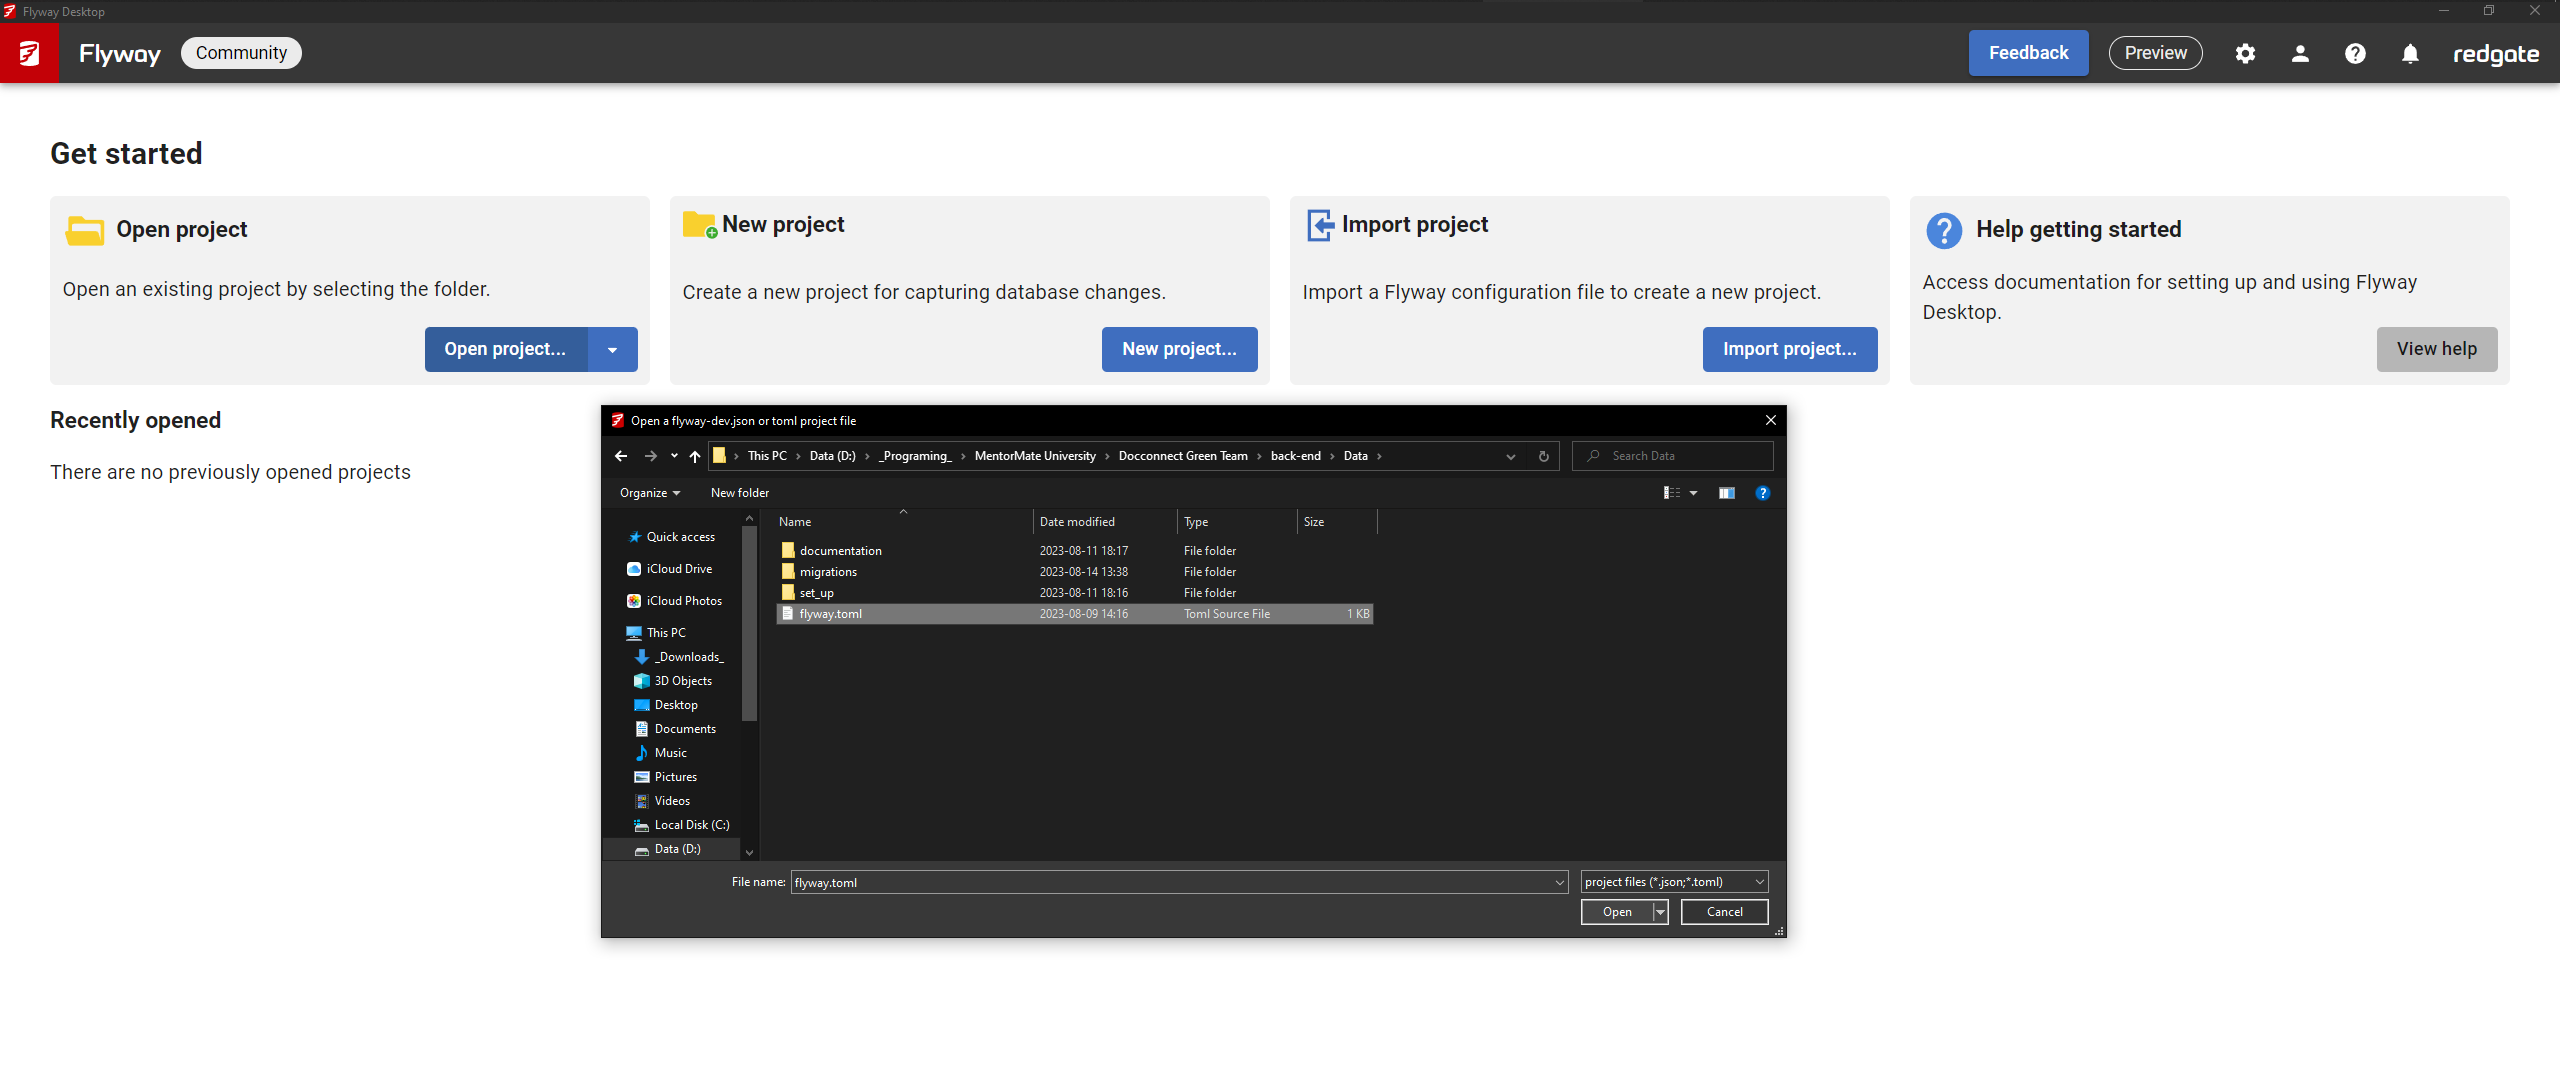 Flyway Desktop
Flyway Community Feedback Preview redgate
Get started
Open project
Open an existing project by selecting the folder.
Open project...
New project
Create a new project for capturing database changes.
New project...
Import project
Import a Flyway configuration file to create a new project.
Import project...
Help getting started
Access documentation for setting up and using Flyway
Desktop.
View help
Recently opened
There are no previously opened projects
Open a flyway-dev.json or toml project file
This PC Data (D:) _Programing_ MentorMate University Docconnect Green Team back-end Data Search Data
Organize New folder
Quick access
iCloud Drive
iCloud Photos
This PC
_Downloads_
3D Objects
Desktop
Documents
Music
Pictures
Videos
Local Disk (C:)
Data (D:)
Name Date modified Type Size
documentation 2023-08-11 18:17 File folder
migrations 2023-08-14 13:38 File folder
set_up 2023-08-11 18:16 File folder
flyway.toml 2023-08-09 14:16 Toml Source File 1 KB
File name: flyway.toml project files (*.json;*.toml)
Open Cancel